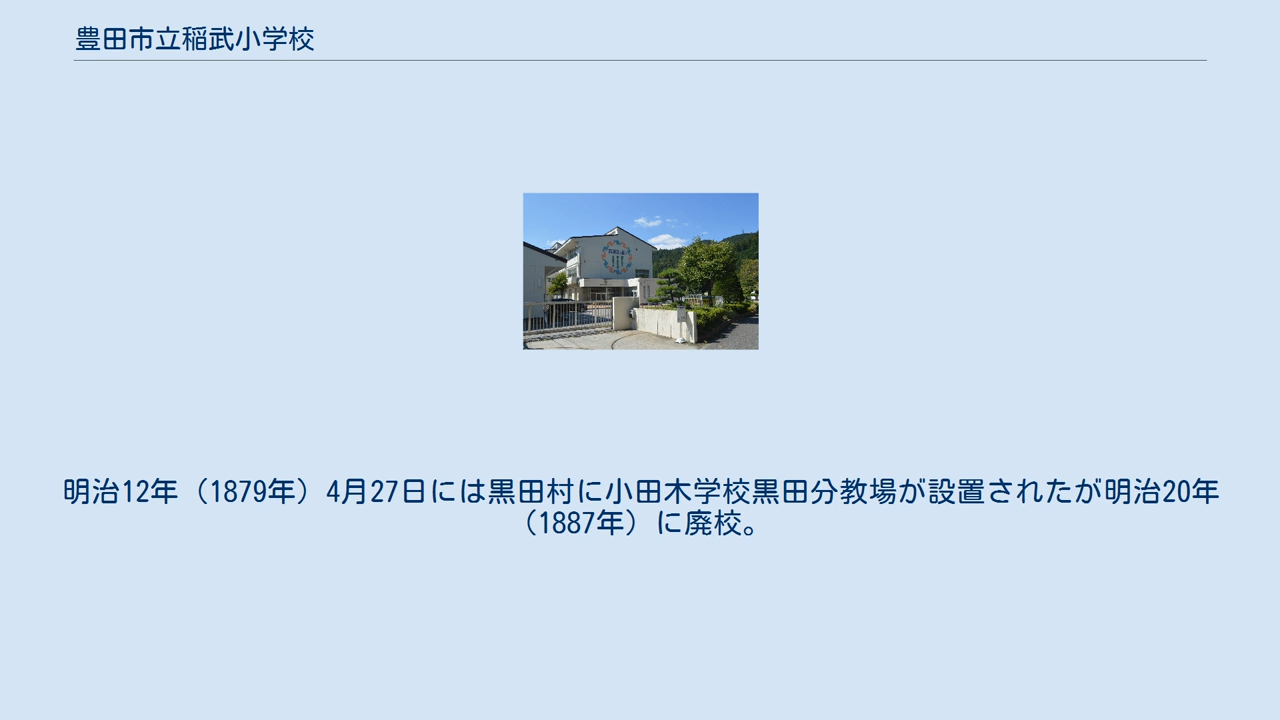 豊田市立稲武小学校
明治12年（1879年）4月27日には黒田村に小田木学校黒田分教場が設置されたが明治20年
（1887年）に廃校。